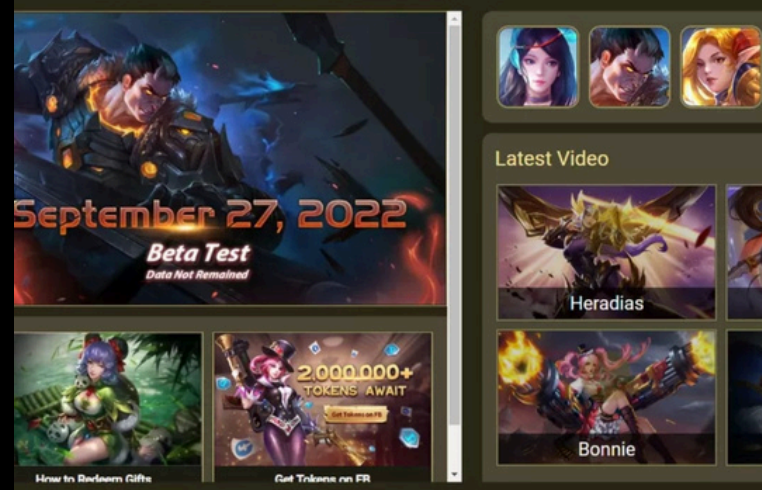 September 27, 2022
Beta Test
Data Not Remained
2,000,000+
TOKENS AWAIT
Get Tokens on FB
How to Redeem Gifts
Get Tokens on FB
Latest Video
Heradias
Bonnie